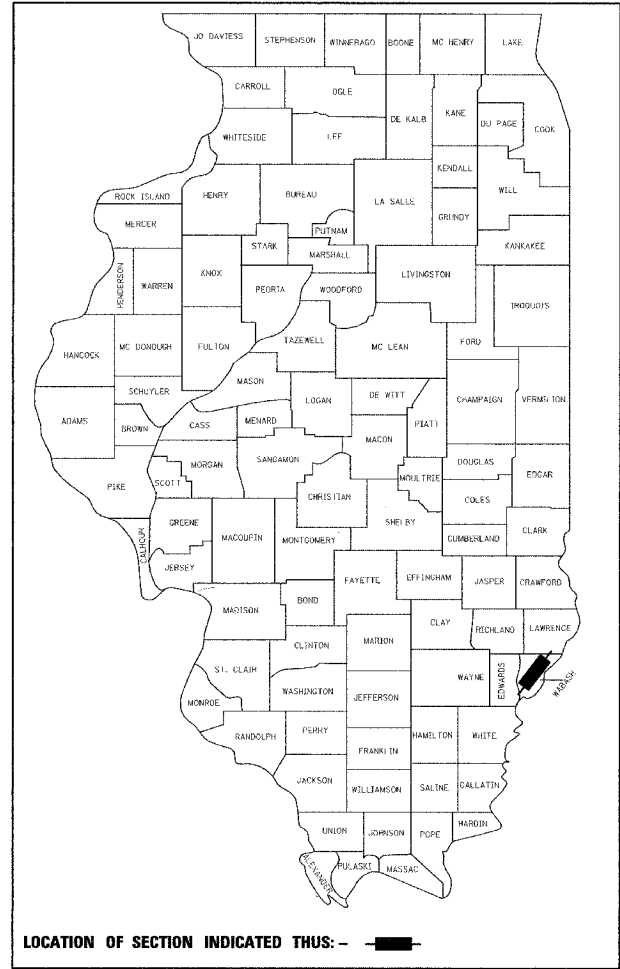 JO DAVIESS STEPHENSON WINNEBAGO BOONE MC HENRY LAKE
CARROLL OGLE DE KALB KANE DU PAGE COOK
WHITESIDE LEE
KENDALL WILL
ROCK ISLAND HENRY BUREAU LA SALLE
MERCER PUTNAM GRUNDY
STARK MARSHALL KANKAKEE
HENDERSON WARREN KNOX LIVINGSTON
PEORIA WOODFORD IROQUOIS
HANCOCK MC DONOUGH FULTON TAZEWELL MC LEAN FORD
MASON
SCHUYLER LOGAN DE WITT CHAMPAIGN VERMILION
ADAMS BROWN CASS MENARD PIATT
MACON
MORGAN SANGAMON DOUGLAS EDGAR
PIKE SCOTT CHRISTIAN MOULTRIE COLES
GREENE SHELBY
CALHOUN MACOUPIN MONTGOMERY CUMBERLAND CLARK
JERSEY FAYETTE EFFINGHAM JASPER CRAWFORD
MADISON BOND
CLAY RICHLAND LAWRENCE
CLINTON MARION
ST. CLAIR WAYNE EDWARDS WABASH
MONROE WASHINGTON JEFFERSON
RANDOLPH PERRY HAMILTON WHITE
FRANKLIN
JACKSON WILLIAMSON SALINE GALLATIN
UNION JOHNSON POPE HARDIN
ALEXANDER PULASKI MASSAC
LOCATION OF SECTION INDICATED THUS: -